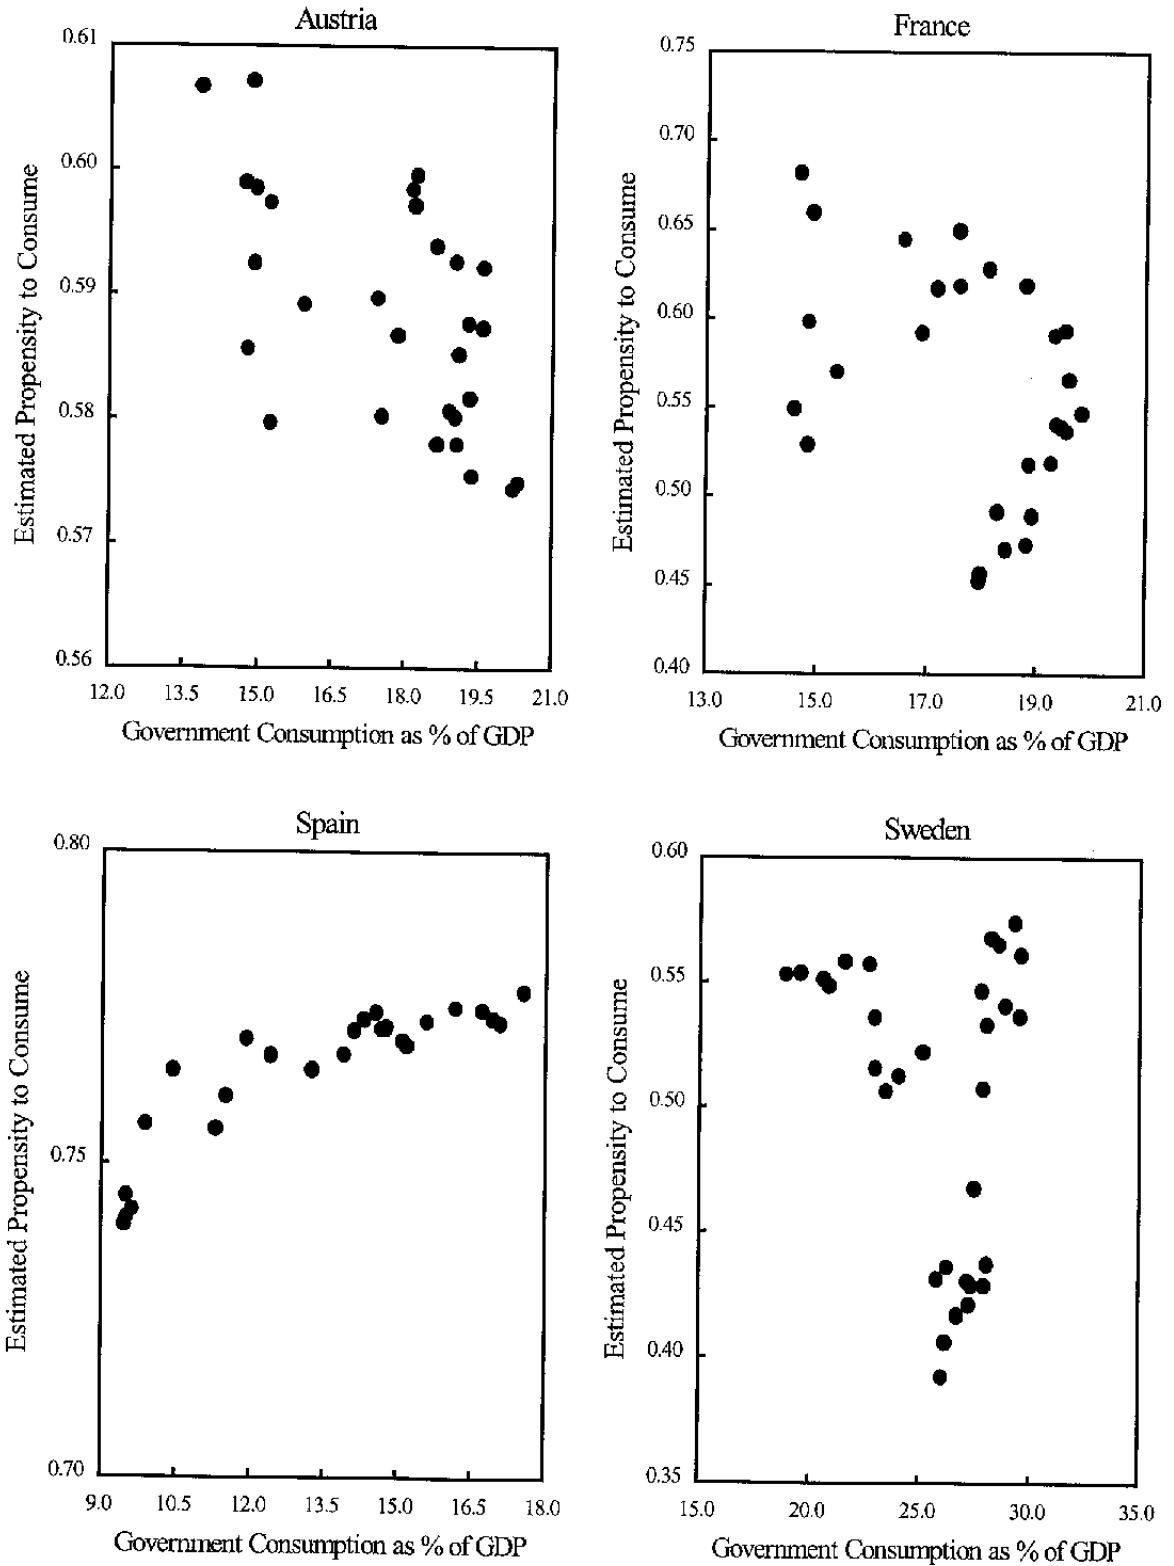 Austria
0.61
0.60
0.59
0.58
0.57
0.56
12.0 13.5 15.0 16.5 18.0 19.5 21.0
Estimated Propensity to Consume
Government Consumption as % of GDP
France
0.75
0.70
0.65
0.60
0.55
0.50
0.45
0.40
13.0 15.0 17.0 19.0 21.0
Estimated Propensity to Consume
Government Consumption as % of GDP
Spain
0.80
0.75
0.70
9.0 10.5 12.0 13.5 15.0 16.5 18.0
Estimated Propensity to Consume
Government Consumption as % of GDP
Sweden
0.60
0.55
0.50
0.45
0.40
0.35
15.0 20.0 25.0 30.0 35.0
Estimated Propensity to Consume
Government Consumption as % of GDP